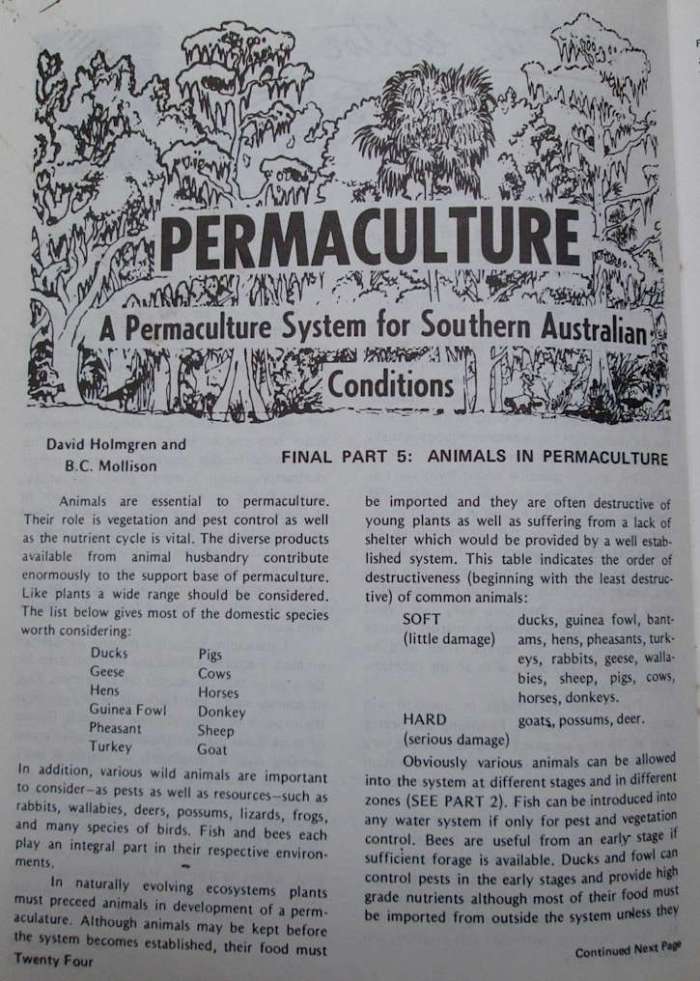 PERMACULTURE
A Permaculture System for Southern Australian
Conditions
David Holmgren and
B.C. Mollison
FINAL PART 5: ANIMALS IN PERMACULTURE
Animals are essential to permaculture.
Their role is vegetation and pest control as well
as the nutrient cycle is vital. The diverse products
available from animal husbandry contribute
enormously to the support base of permaculture.
Like plants a wide range should be considered.
The list below gives most of the domestic species
worth considering:
Ducks Pigs
Geese Cows
Hens Horses
Guinea Fowl Donkey
Pheasant Sheep
Turkey Goat
In addition, various wild animals are important
to consider—as pests as well as resources—such as
rabbits, wallabies, deers, possums, lizards, frogs,
and many species of birds. Fish and bees each
play an integral part in their respective environ-
ments.
In naturally evolving ecosystems plants
must preceed animals in development of a perm-
aculature. Although animals may be kept before
the system becomes established, their food must
Twenty Four
be imported and they are often destructive of
young plants as well as suffering from a lack of
shelter which would be provided by a well estab-
lished system. This table indicates the order of
destructiveness (beginning with the least destruc-
tive) of common animals:
SOFT ducks, guinea fowl, bant-
(little damage) ams, hens, pheasants, turk-
eys, rabbits, geese, walla-
bies, sheep, pigs, cows,
horses, donkeys.
HARD goats, possums, deer.
(serious damage)
Obviously various animals can be allowed
into the system at different stages and in different
zones (SEE PART 2). Fish can be introduced into
any water system if only for pest and vegetation
control. Bees are useful from an early stage if
sufficient forage is available. Ducks and fowl can
control pests in the early stages and provide high
grade nutrients although most of their food must
be imported from outside the system unless they
Continued Next Page